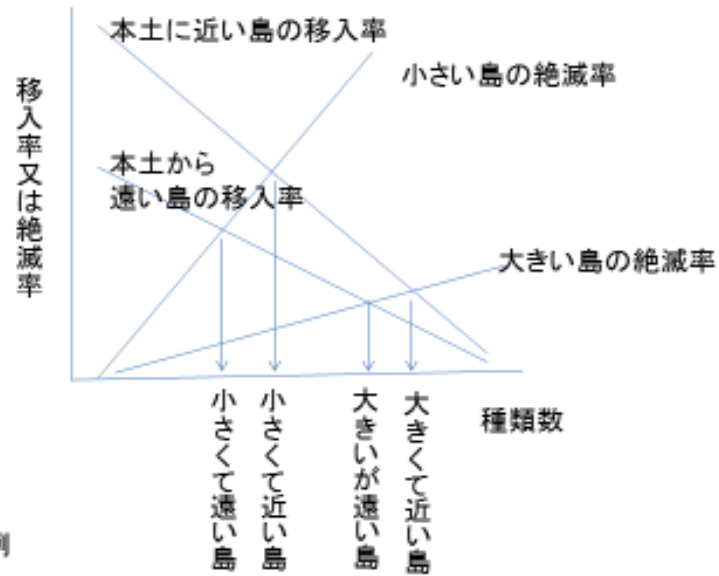 本土に近い島の移入率
小さい島の絶滅率
移入率又は絶滅率
本土から
遠い島の移入率
大きい島の絶滅率
種類数
小さくて遠い島
小さくて近い島
大きいが遠い島
大きくて近い島